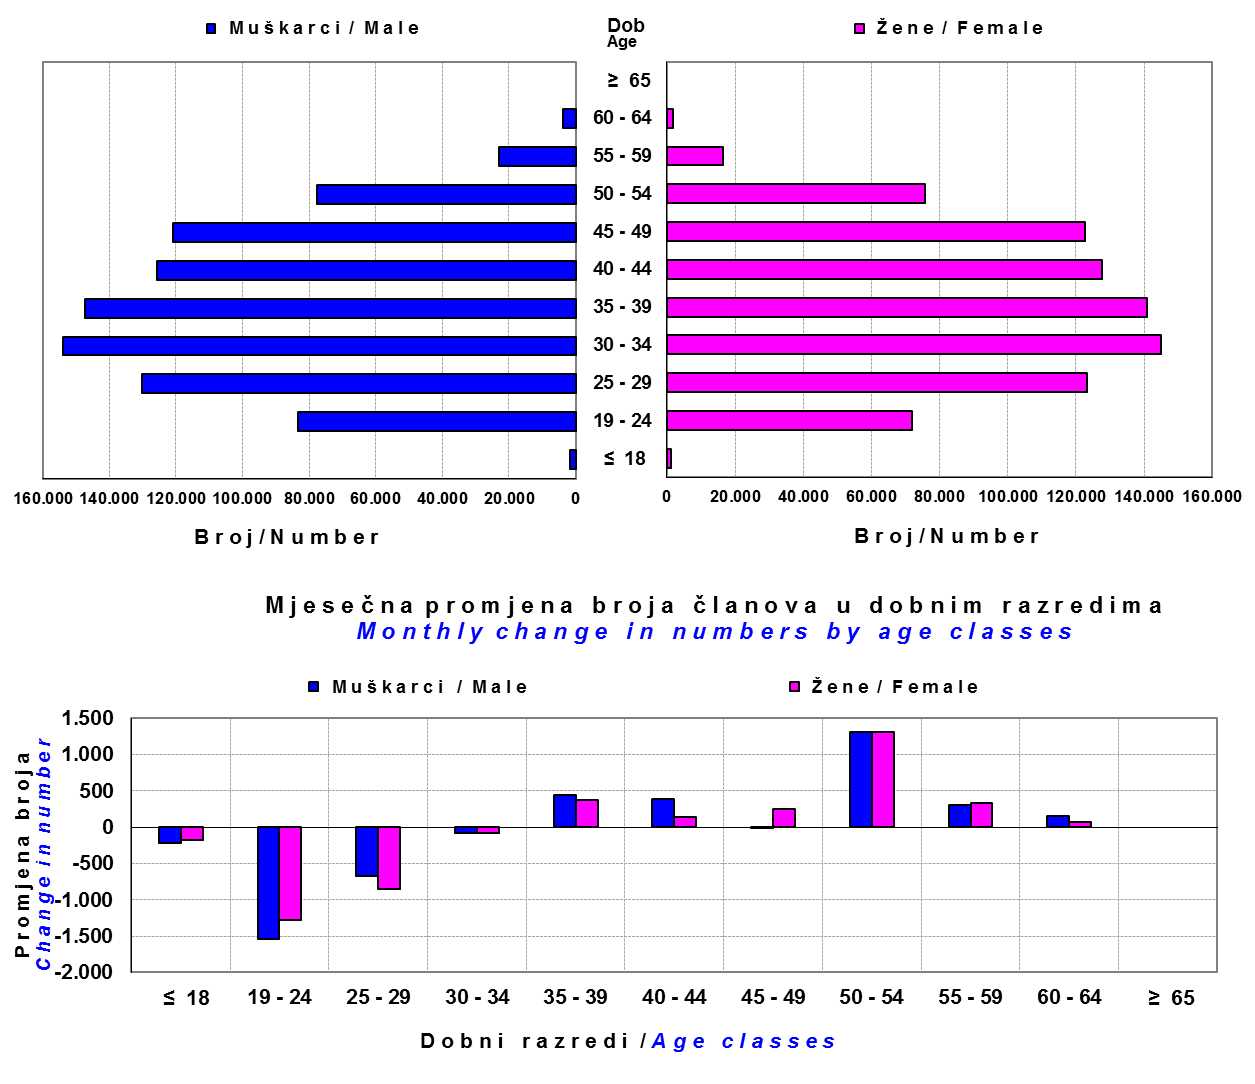 Muškarci / Male
Dob
Age
Žene / Female
≥ 65
60 - 64
55 - 59
50 - 54
45 - 49
40 - 44
35 - 39
30 - 34
25 - 29
19 - 24
≤ 18
160.000 140.000 120.000 100.000 80.000 60.000 40.000 20.000 0
0 20.000 40.000 60.000 80.000 100.000 120.000 140.000 160.000
Broj/Number
Broj/Number
Mjesečna promjena broja članova u dobnim razredima
Monthly change in numbers by age classes
Muškarci / Male
Žene / Female
Promjena broja
Change in number
1.500
1.000
500
0
-500
-1.000
-1.500
-2.000
≤ 18 19 - 24 25 - 29 30 - 34 35 - 39 40 - 44 45 - 49 50 - 54 55 - 59 60 - 64 ≥ 65
Dobni razredi / Age classes